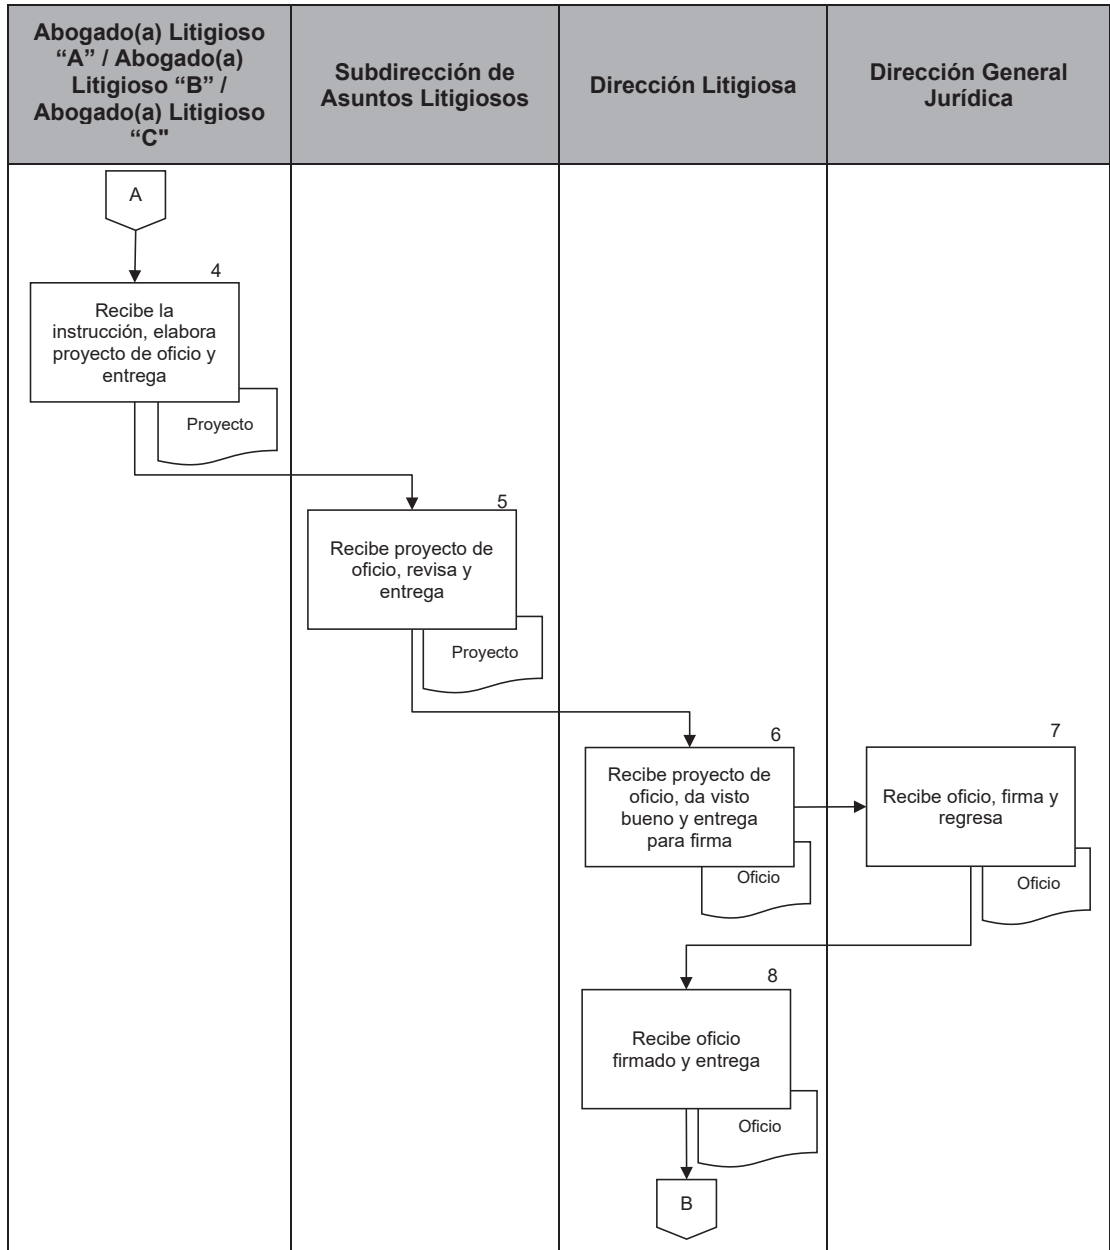 Abogado(a) Litigioso
“A” / Abogado(a)
Litigioso “B” /
Abogado(a) Litigioso
“C"
Subdirección de
Asuntos Litigiosos
Dirección Litigiosa
Dirección General
Jurídica
A
4
Recibe la
instrucción, elabora
proyecto de oficio y
entrega
Proyecto
5
Recibe proyecto de
oficio, revisa y
entrega
Proyecto
6
Recibe proyecto de
oficio, da visto
bueno y entrega
para firma
Oficio
7
Recibe oficio, firma y
regresa
Oficio
8
Recibe oficio
firmado y entrega
Oficio
B